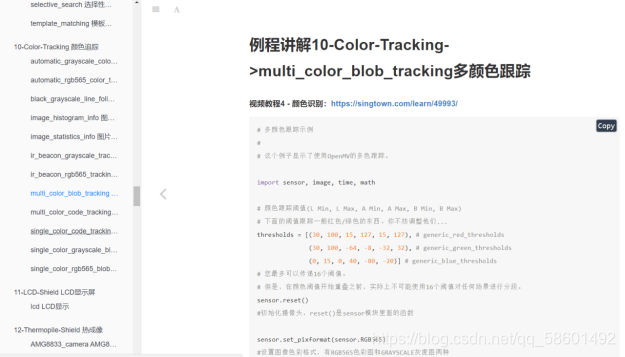 selective_search 选择性...
template_matching 模板...
10-Color-Tracking 颜色追踪
automatic_grayscale_colo...
automatic_rgb565_color_t...
black_grayscale_line_foll...
image_histogram_info 图...
image_statistics_info 图片...
ir_beacon_grayscale_trac...
ir_beacon_rgb565_trackin...
multi_color_blob_tracking ...
multi_color_code_tracking...
single_color_code_trackin...
single_color_grayscale_bl...
single_color_rgb565_blob...
11-LCD-Shield LCD显示屏
lcd LCD显示
12-Thermopile-Shield 热成像
AMG8833_camera AMG8...
A
例程讲解10-Color-Tracking-
>multi_color_blob_tracking多颜色跟踪
视频教程4 - 颜色识别：https://singtown.com/learn/49993/
Copy
# 多颜色跟踪示例
#
# 这个例子显示了使用OpenMV的多色跟踪。
import sensor, image, time, math
# 颜色跟踪阈值(L Min, L Max, A Min, A Max, B Min, B Max)
# 下面的阈值跟踪一般红色/绿色的东西。你不妨调整他们...
thresholds = [(30, 100, 15, 127, 15, 127), # generic_red_thresholds
(30, 100, -64, -8, -32, 32), # generic_green_thresholds
(0, 15, 0, 40, -80, -20)] # generic_blue_thresholds
# 您最多可以传递16个阈值。
# 但是，在颜色阈值开始重叠之前，实际上不可能使用16个阈值对任何场景进行分段。
sensor.reset()
#初始化摄像头，reset()是sensor模块里面的函数
sensor.set_pixformat(sensor.RGB565)
#设置图像色彩格式，有RGB565色彩图和GRAYSCALE灰度图两种
https://blog.csdn.net/qq_58601492